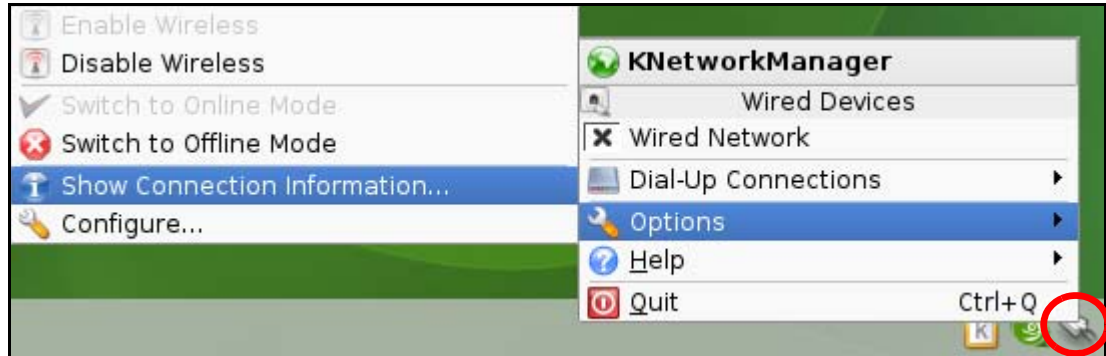 Enable Wireless
Disable Wireless
Switch to Online Mode
Switch to Offline Mode
Show Connection Information...
Configure...
KNetworkManager
Wired Devices
Wired Network
Dial-Up Connections
Options
Help
Quit Ctrl+Q
K